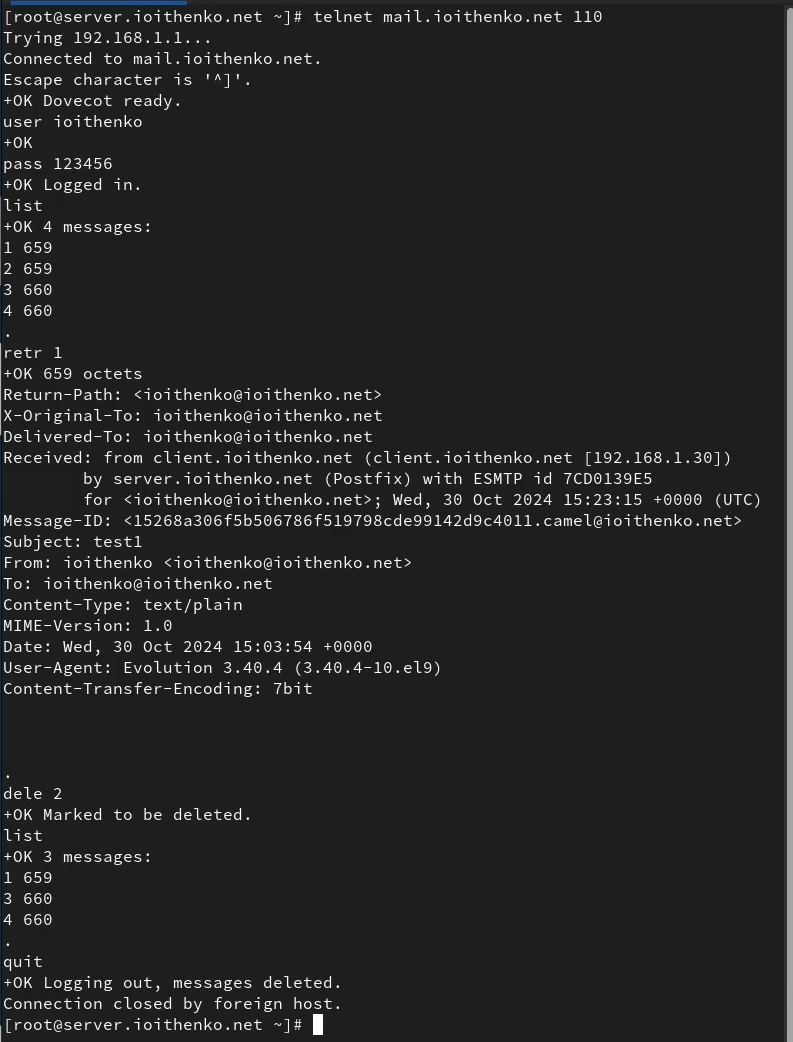 [root@server.ioithenko.net ~]# telnet mail.ioithenko.net 110
Trying 192.168.1.1...
Connected to mail.ioithenko.net.
Escape character is '^]'.
+OK Dovecot ready.
user ioithenko
+OK
pass 123456
+OK Logged in.
list
+OK 4 messages:
1 659
2 659
3 660
4 660
.
retr 1
+OK 659 octets
Return-Path: <ioithenko@ioithenko.net>
X-Original-To: ioithenko@ioithenko.net
Delivered-To: ioithenko@ioithenko.net
Received: from client.ioithenko.net (client.ioithenko.net [192.168.1.30])
        by server.ioithenko.net (Postfix) with ESMTP id 7CD0139E5
        for <ioithenko@ioithenko.net>; Wed, 30 Oct 2024 15:23:15 +0000 (UTC)
Message-ID: <15268a306f5b506786f519798cde99142d9c4011.camel@ioithenko.net>
Subject: test1
From: ioithenko <ioithenko@ioithenko.net>
To: ioithenko@ioithenko.net
Content-Type: text/plain
MIME-Version: 1.0
Date: Wed, 30 Oct 2024 15:03:54 +0000
User-Agent: Evolution 3.40.4 (3.40.4-10.el9)
Content-Transfer-Encoding: 7bit
.
dele 2
+OK Marked to be deleted.
list
+OK 3 messages:
1 659
3 660
4 660
.
quit
+OK Logging out, messages deleted.
Connection closed by foreign host.
[root@server.ioithenko.net ~]#